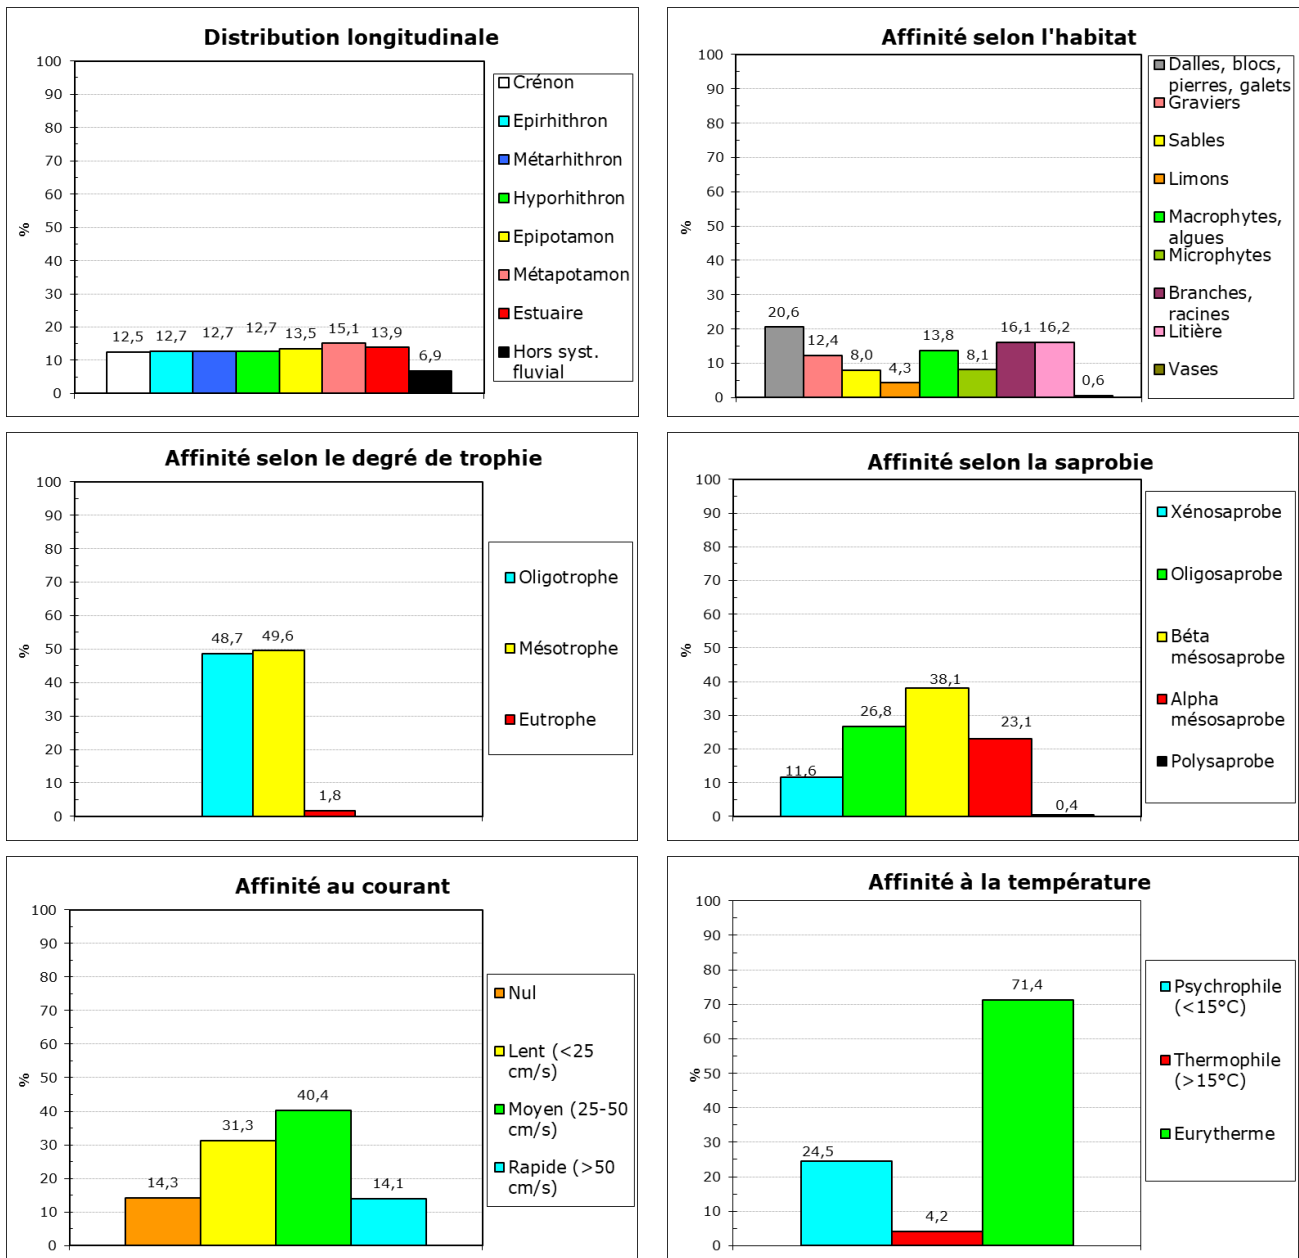 Distribution longitudinale
100
90
80
70
60
50
40
30
20
10
0
%
12,5
12,7
12,7
12,7
13,5
15,1
13,9
6,9
Crénon
Epirhithron
Métarhithron
Hyporhithron
Epipotamon
Métapotamon
Estuaire
Hors syst.
fluvial
Affinité selon l'habitat
100
90
80
70
60
50
40
30
20
10
0
%
20,6
12,4
8,0
4,3
13,8
8,1
16,1
16,2
0,6
Dalles, blocs,
pierres, galets
Graviers
Sables
Limons
Macrophytes,
algues
Microphytes
Branches,
racines
Litière
Vases
Affinité selon le degré de trophie
100
90
80
70
60
50
40
30
20
10
0
%
48,7
49,6
1,8
Oligotrophe
Mésotrophe
Eutrophe
Affinité selon la saprobie
100
90
80
70
60
50
40
30
20
10
0
%
11,6
26,8
38,1
23,1
0,4
Xénosaprobe
Oligosaprobe
Béta
mésosaprobe
Alpha
mésosaprobe
Polysaprobe
Affinité au courant
100
90
80
70
60
50
40
30
20
10
0
%
14,3
31,3
40,4
14,1
Nul
Lent (<25
cm/s)
Moyen (25-50
cm/s)
Rapide (>50
cm/s)
Affinité à la température
100
90
80
70
60
50
40
30
20
10
0
%
24,5
4,2
71,4
Psychrophile
(<15°C)
Thermophile
(>15°C)
Eurytherme